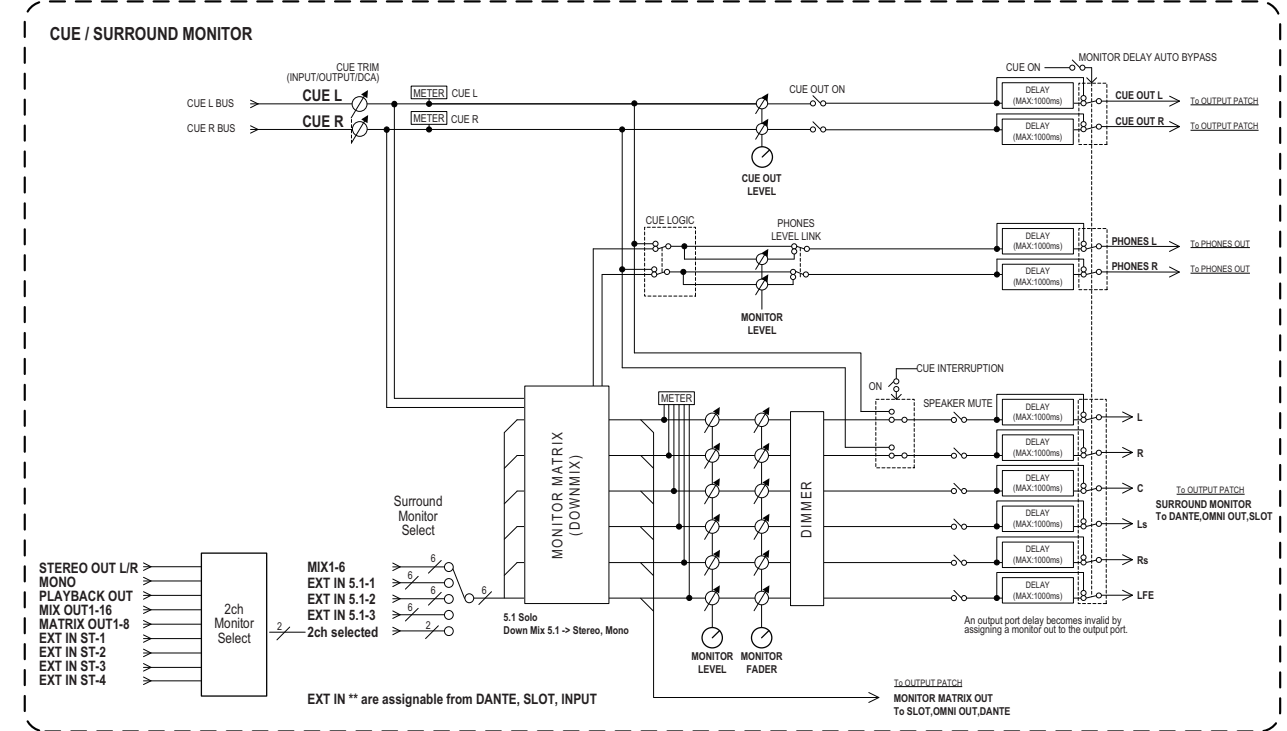 CUE / SURROUND MONITOR
CUE TRIM
(INPUT/OUTPUT/DCA)
CUE L BUS
CUE L
METER CUE L
CUE R BUS
CUE R
METER CUE R
CUE OUT ON
CUE OUT
LEVEL
CUE ON
MONITOR DELAY AUTO BYPASS
DELAY
(MAX:1000ms)
CUE OUT L
To OUTPUT PATCH
DELAY
(MAX:1000ms)
CUE OUT R
To OUTPUT PATCH
CUE LOGIC
PHONES
LEVEL LINK
MONITOR
LEVEL
DELAY
(MAX:1000ms)
PHONES L
To PHONES OUT
DELAY
(MAX:1000ms)
PHONES R
To PHONES OUT
CUE INTERRUPTION
ON
SPEAKER MUTE
METER
MONITOR MATRIX
(DOWNMIX)
DIMMER
DELAY
(MAX:1000ms)
L
DELAY
(MAX:1000ms)
R
DELAY
(MAX:1000ms)
C
DELAY
(MAX:1000ms)
Ls
DELAY
(MAX:1000ms)
Rs
DELAY
(MAX:1000ms)
LFE
To OUTPUT PATCH
SURROUND MONITOR
To DANTE,OMNI OUT,SLOT
An output port delay becomes invalid by
assigning a monitor out to the output port.
Surround
Monitor
Select
MIX1-6
6
EXT IN 5.1-1
6
EXT IN 5.1-2
6
EXT IN 5.1-3
6
2ch selected
2
6
5.1 Solo
Down Mix 5.1 -> Stereo, Mono
STEREO OUT L/R
MONO
PLAYBACK OUT
MIX OUT1-16
MATRIX OUT1-8
EXT IN ST-1
EXT IN ST-2
EXT IN ST-3
EXT IN ST-4
2ch
Monitor
Select
2
MONITOR
LEVEL
MONITOR
FADER
EXT IN ** are assignable from DANTE, SLOT, INPUT
To OUTPUT PATCH
MONITOR MATRIX OUT
To SLOT,OMNI OUT,DANTE